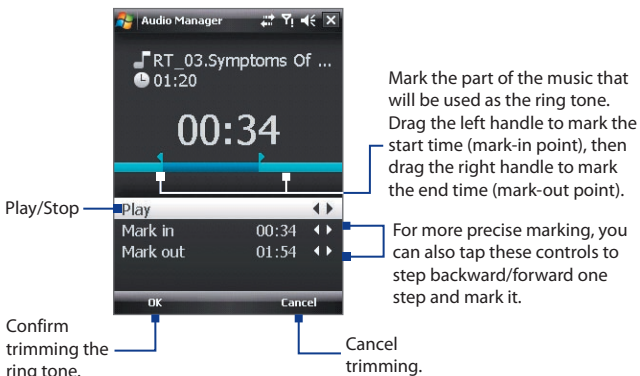 Audio Manager
RT_03.Symptoms Of ...
01:20
00:34
Play
Mark in 00:34
Mark out 01:54
OK Cancel
Mark the part of the music that
will be used as the ring tone.
Drag the left handle to mark the
start time (mark-in point), then
drag the right handle to mark
the end time (mark-out point).
Play/Stop
For more precise marking, you
can also tap these controls to
step backward/forward one
step and mark it.
Confirm
trimming the
ring tone.
Cancel
trimming.